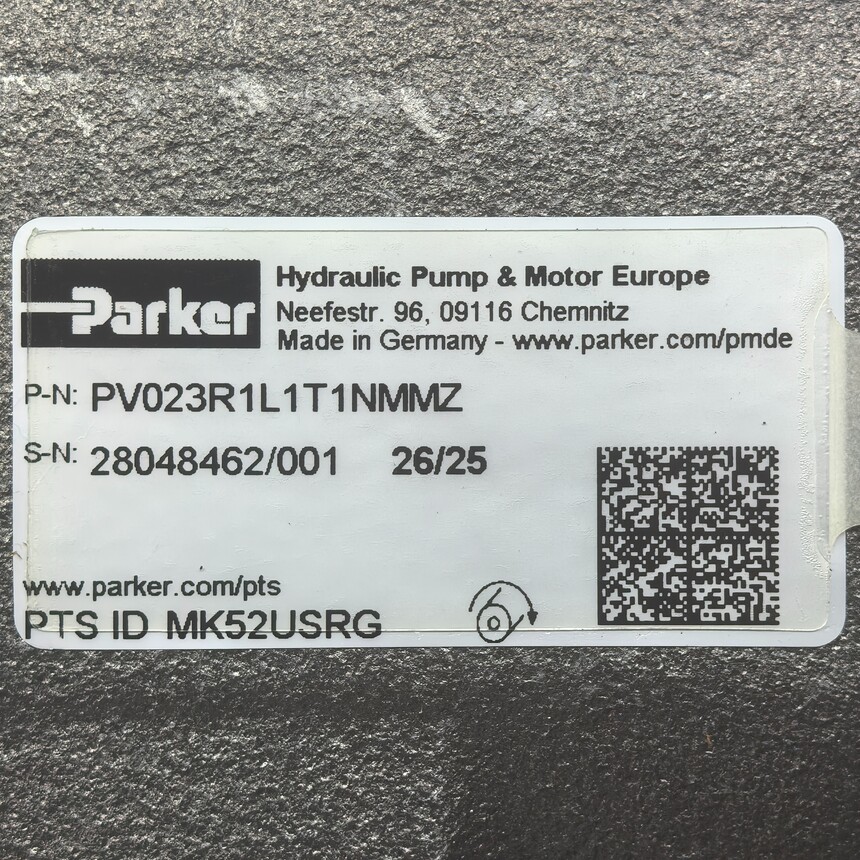 Parker
Hydraulic Pump & Motor Europe
Neefestr. 96, 09116 Chemnitz
Made in Germany - www.parker.com/pmde
P-N: PV023R1L1T1NMMZ
S-N: 28048462/001 26/25
www.parker.com/pts
PTS ID MK52USRG